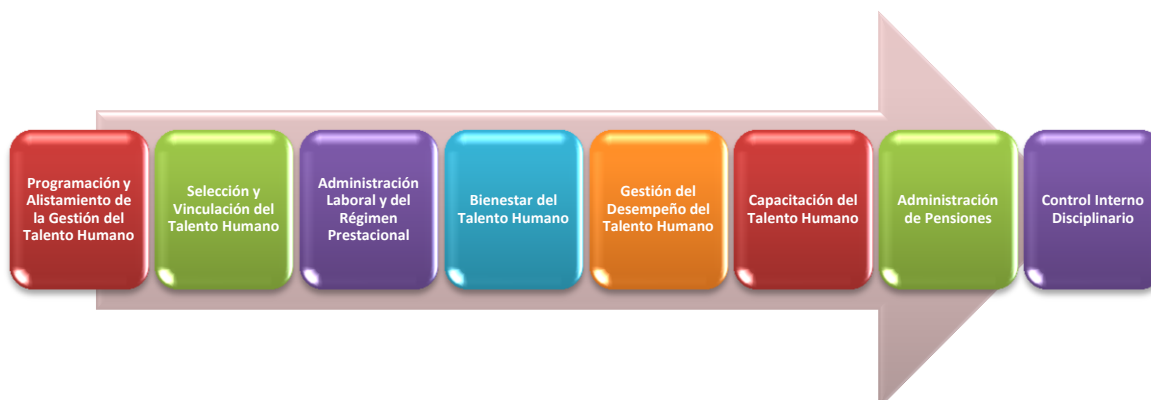 Programación y
Alistamiento de
la Gestión del
Talento Humano
Selección y
Vinculación del
Talento Humano
Administración
Laboral y del
Régimen
Prestacional
Bienestar del
Talento Humano
Gestión del
Desempeño del
Talento Humano
Capacitación del
Talento Humano
Administración
de Pensiones
Control Interno
Disciplinario